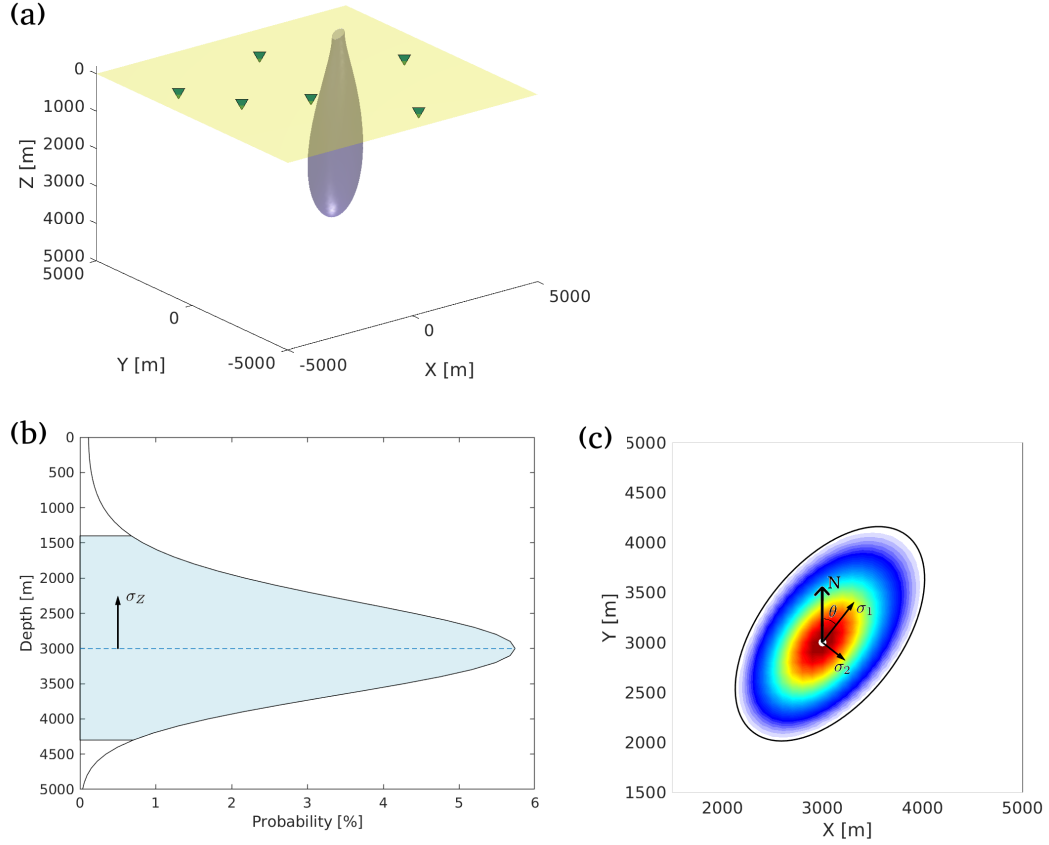 (a)
0
1000
2000
3000
4000
5000
Z [m]
5000
0
-5000
Y [m]
-5000
0
5000
X [m]
(b)
0
500
1000
1500
2000
2500
3000
3500
4000
4500
5000
Depth [m]
σZ
0 1 2 3 4 5 6
Probability [%]
(c)
5000
4500
4000
3500
3000
2500
2000
1500
Y [m]
N
θ
σ1
σ2
2000 3000 4000 5000
X [m]